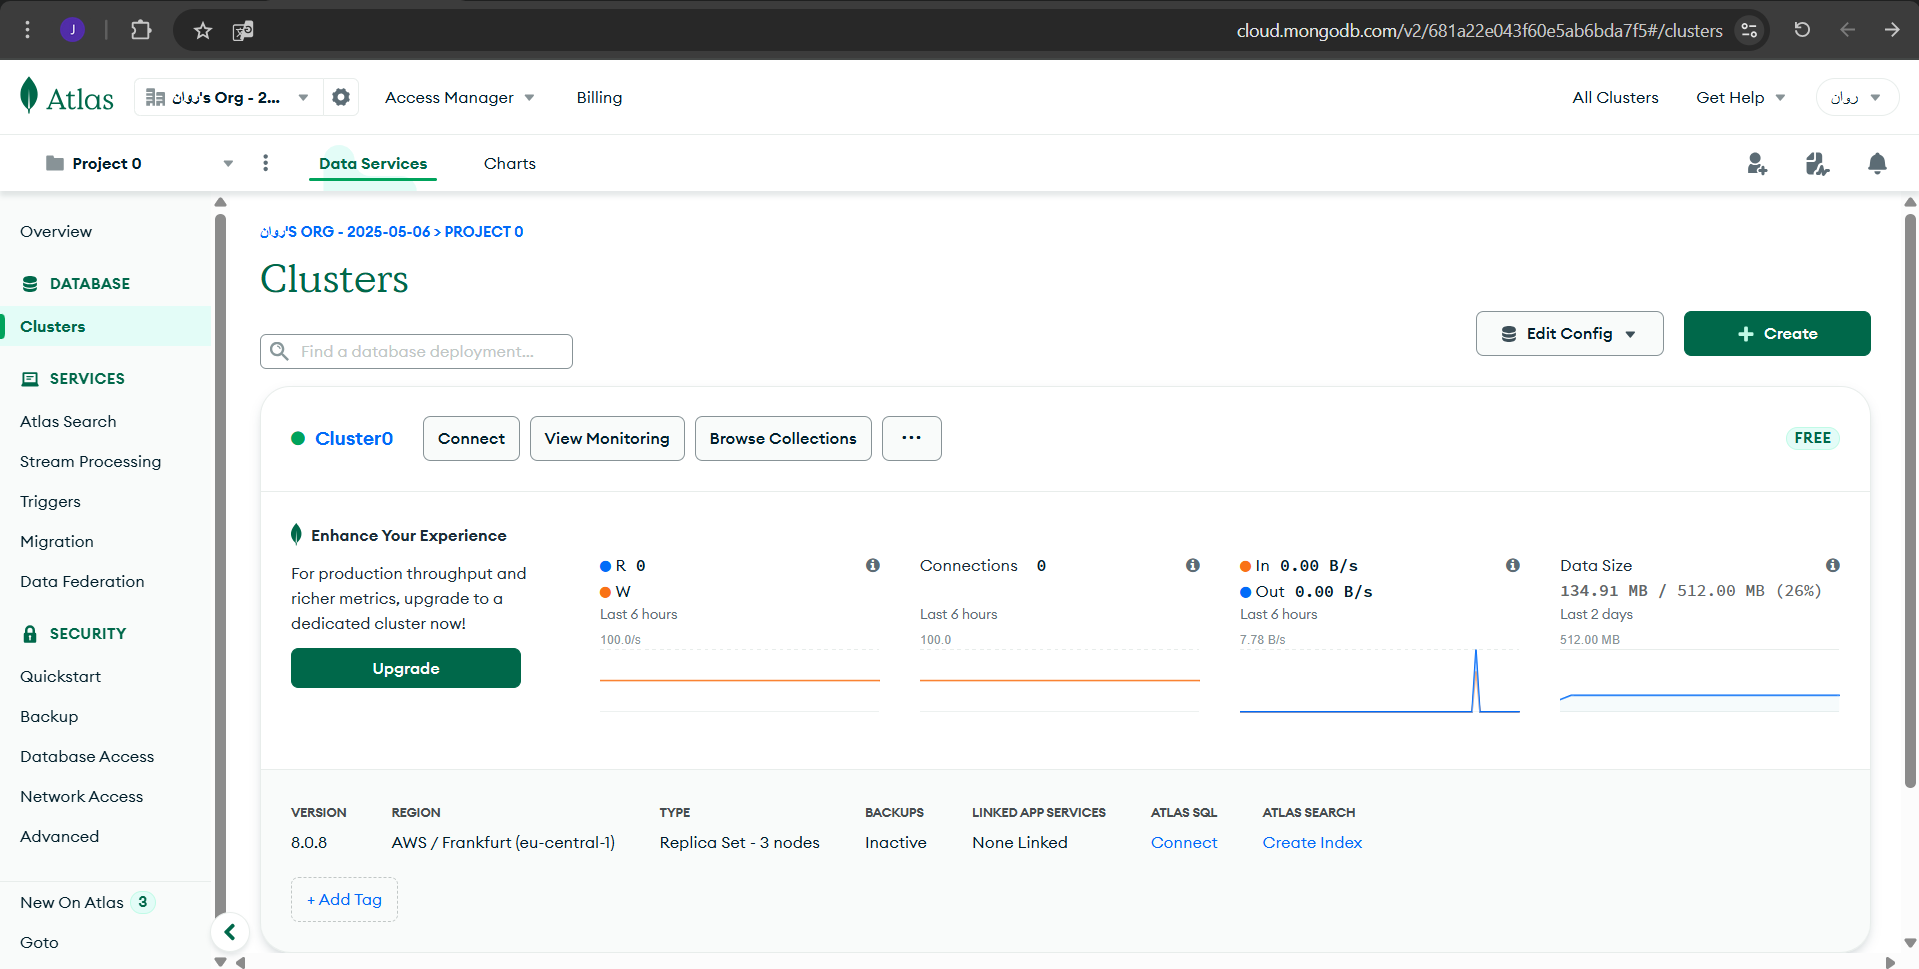 J
cloud.mongodb.com/v2/681a22e043f60e5ab6bda7f5#/clusters
Atlas
روان's Org - 2...
Access Manager
Billing
All Clusters
Get Help
روان
Project 0
Data Services
Charts
Overview
DATABASE
Clusters
SERVICES
Atlas Search
Stream Processing
Triggers
Migration
Data Federation
SECURITY
Quickstart
Backup
Database Access
Network Access
Advanced
New On Atlas 3
Goto
روان'S ORG - 2025-05-06 > PROJECT 0
Clusters
Find a database deployment...
Edit Config
+ Create
Cluster0
Connect
View Monitoring
Browse Collections
...
FREE
Enhance Your Experience
For production throughput and
richer metrics, upgrade to a
dedicated cluster now!
Upgrade
R 0
W
Last 6 hours
100.0/s
Connections 0
Last 6 hours
100.0
In 0.00 B/s
Out 0.00 B/s
Last 6 hours
7.78 B/s
Data Size
134.91 MB / 512.00 MB (26%)
Last 2 days
512.00 MB
VERSION
8.0.8
REGION
AWS / Frankfurt (eu-central-1)
TYPE
Replica Set - 3 nodes
BACKUPS
Inactive
LINKED APP SERVICES
None Linked
ATLAS SQL
Connect
ATLAS SEARCH
Create Index
+ Add Tag